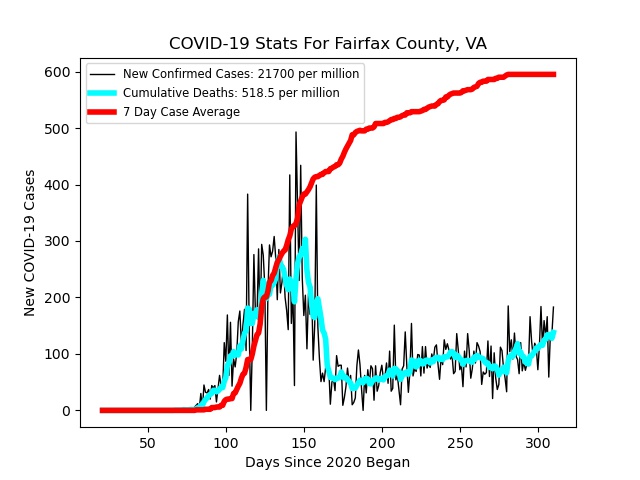 COVID-19 Stats For Fairfax County, VA
New Confirmed Cases: 21700 per million
Cumulative Deaths: 518.5 per million
7 Day Case Average
600
500
400
300
200
100
0
New COVID-19 Cases
50 100 150 200 250 300
Days Since 2020 Began